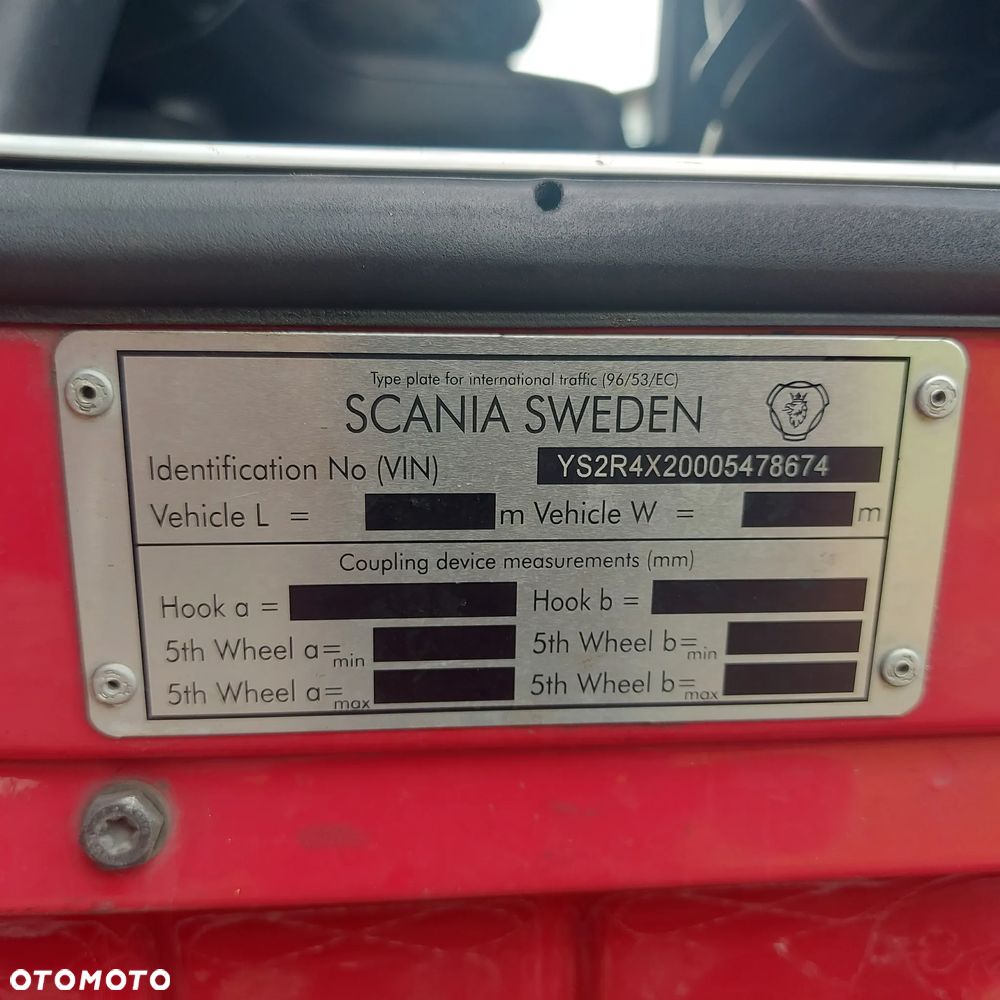 Type plate for international traffic (96/53/EC)
SCANIA SWEDEN
Identification No (VIN) YS2R4X20005478674
Vehicle L = m Vehicle W = m
Coupling device measurements (mm)
Hook a = Hook b =
5th Wheel a= min 5th Wheel b= min
5th Wheel a= max 5th Wheel b= max
OTOMOTO